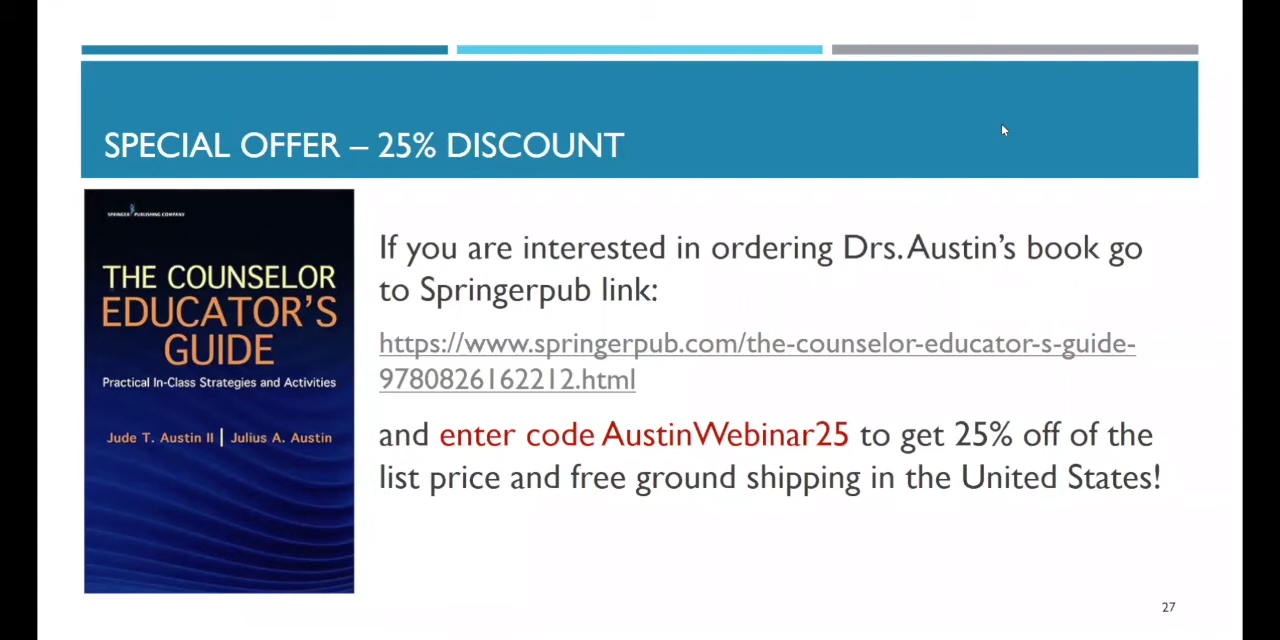 SPECIAL OFFER – 25% DISCOUNT
SPRINGER PUBLISHING COMPANY
THE COUNSELOR
EDUCATOR'S
GUIDE
Practical In-Class Strategies and Activities
Jude T. Austin II | Julius A. Austin
If you are interested in ordering Drs. Austin's book go
to Springerpub link:
https://www.springerpub.com/the-counselor-educator-s-guide-
9780826162212.html
and enter code AustinWebinar25 to get 25% off of the
list price and free ground shipping in the United States!
27